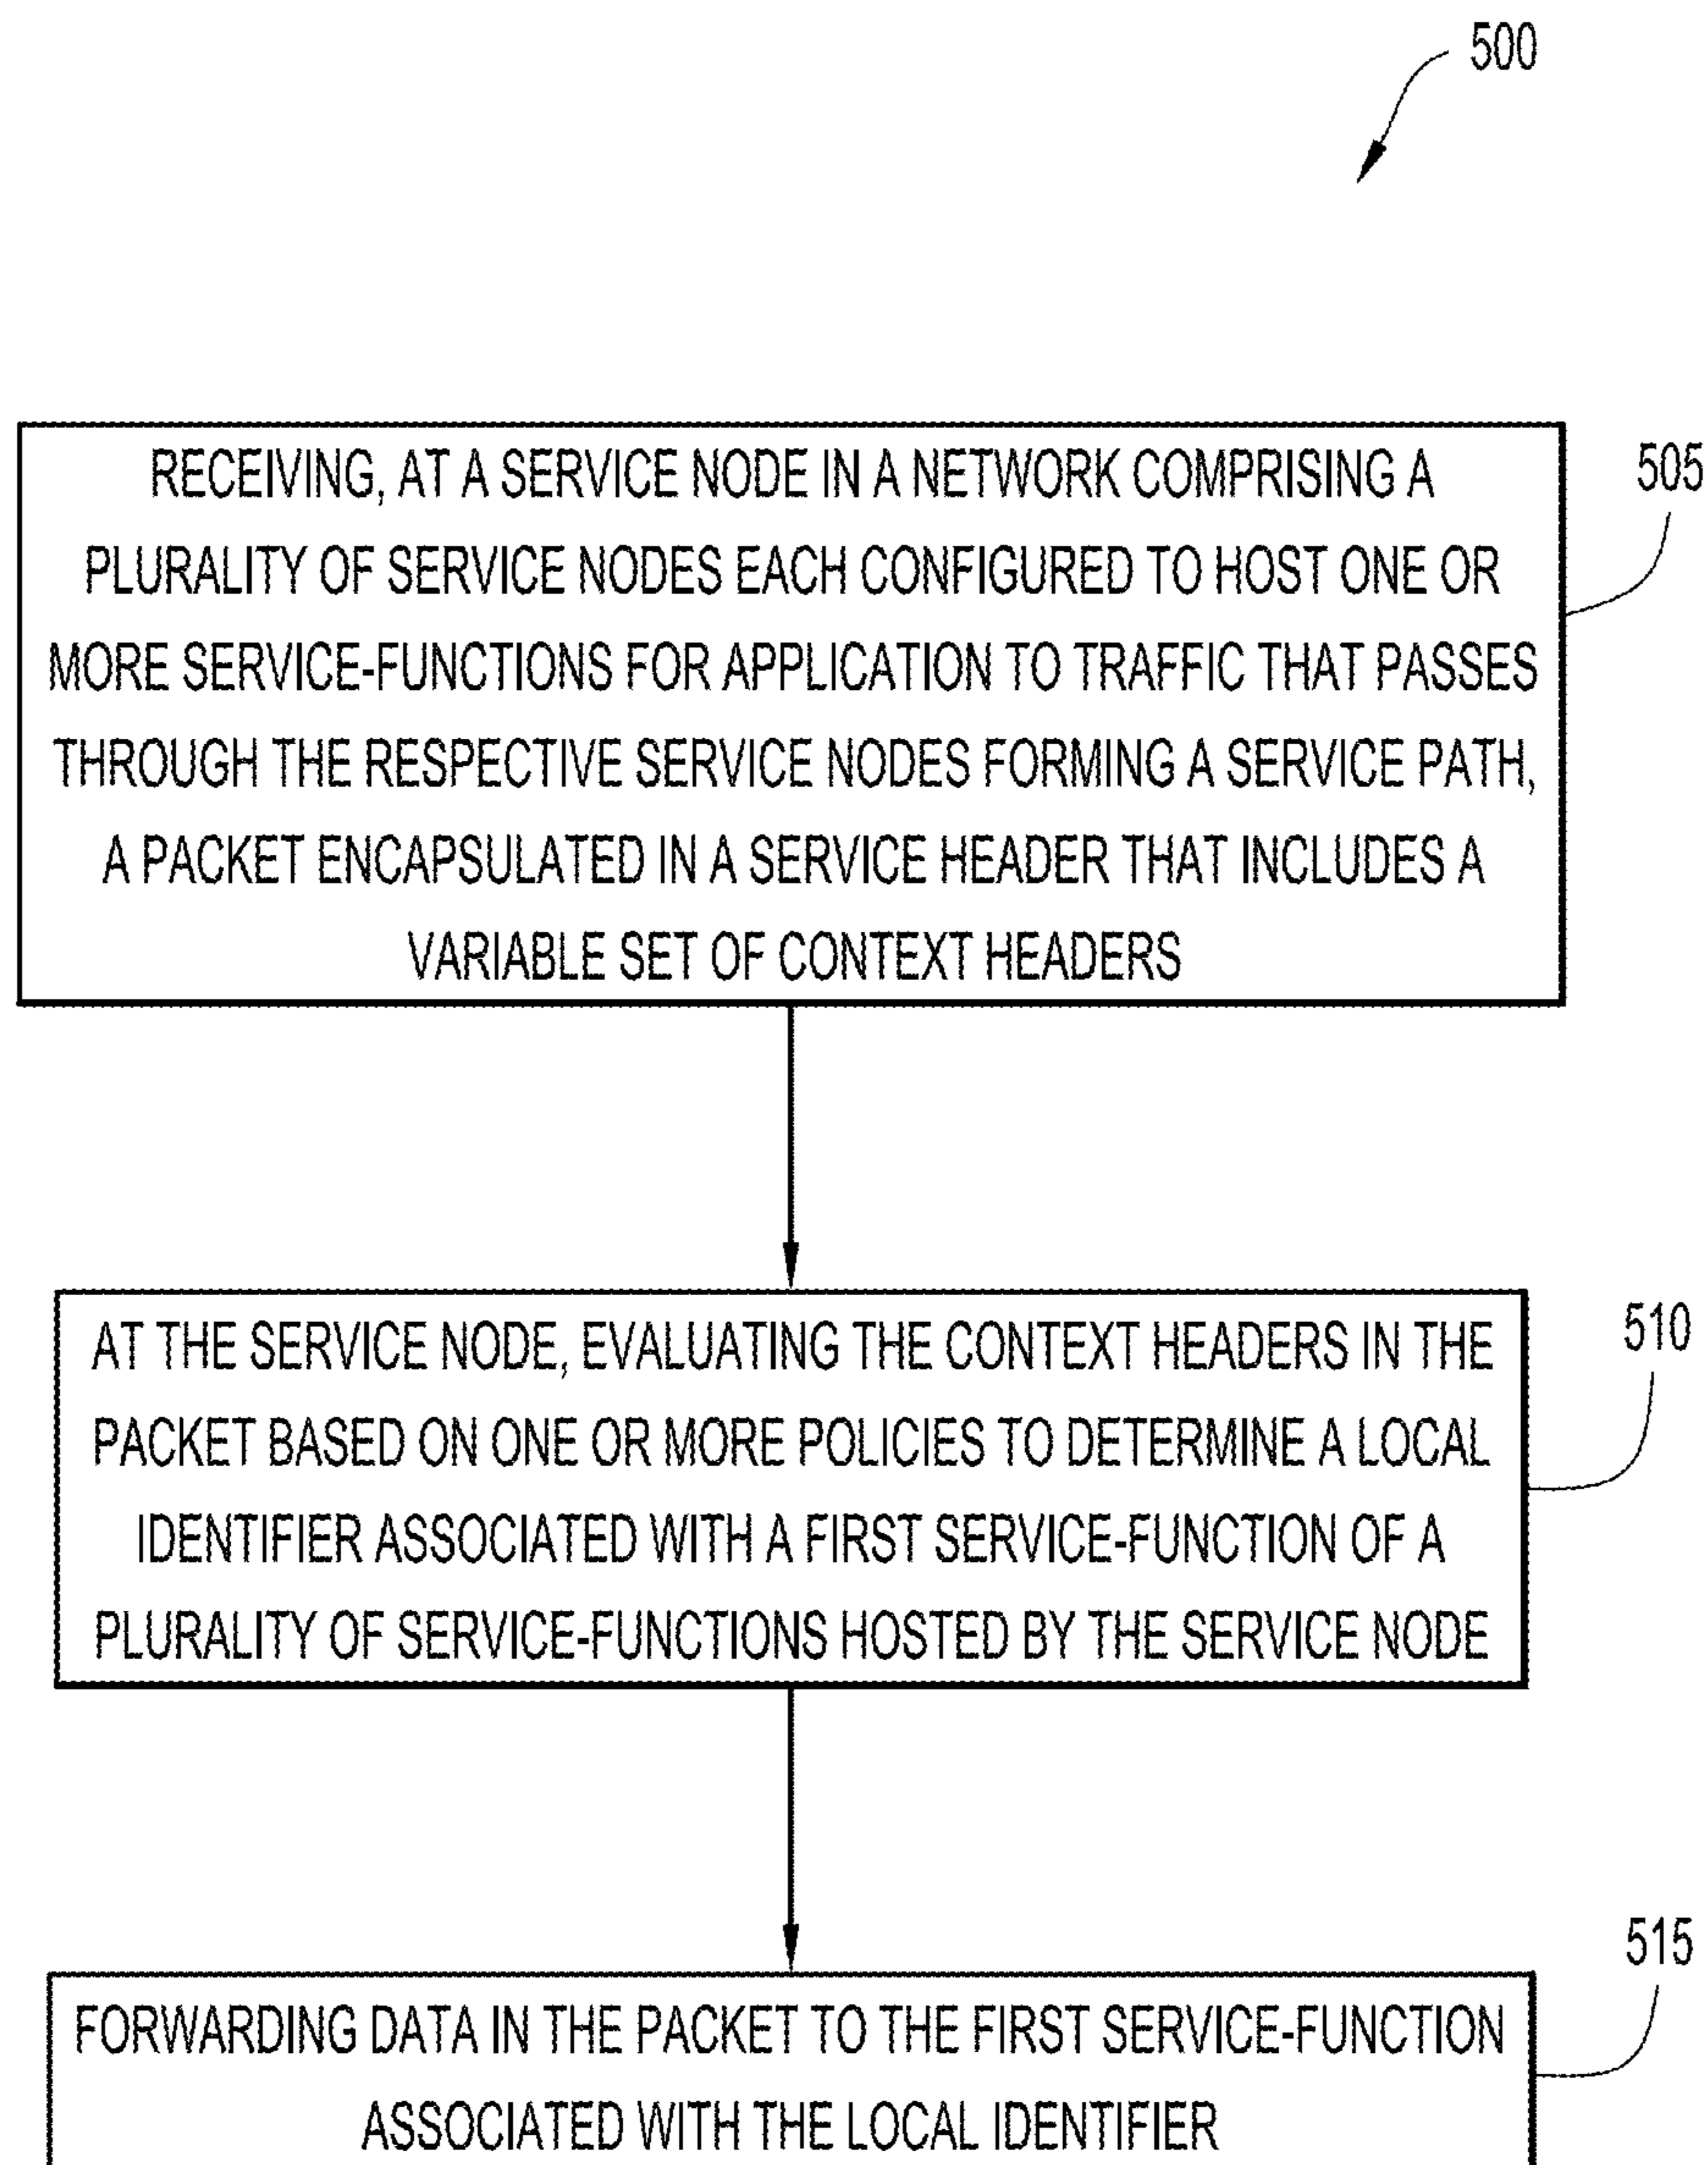 500
RECEIVING, AT A SERVICE NODE IN A NETWORK COMPRISING A
PLURALITY OF SERVICE NODES EACH CONFIGURED TO HOST ONE OR
MORE SERVICE-FUNCTIONS FOR APPLICATION TO TRAFFIC THAT PASSES
THROUGH THE RESPECTIVE SERVICE NODES FORMING A SERVICE PATH,
A PACKET ENCAPSULATED IN A SERVICE HEADER THAT INCLUDES A
VARIABLE SET OF CONTEXT HEADERS
505
AT THE SERVICE NODE, EVALUATING THE CONTEXT HEADERS IN THE
PACKET BASED ON ONE OR MORE POLICIES TO DETERMINE A LOCAL
IDENTIFIER ASSOCIATED WITH A FIRST SERVICE-FUNCTION OF A
PLURALITY OF SERVICE-FUNCTIONS HOSTED BY THE SERVICE NODE
510
FORWARDING DATA IN THE PACKET TO THE FIRST SERVICE-FUNCTION
ASSOCIATED WITH THE LOCAL IDENTIFIER
515